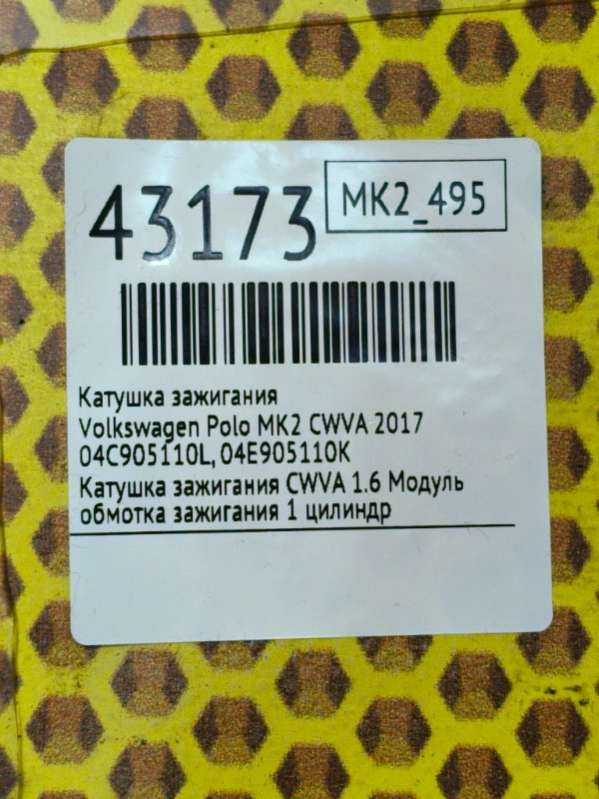 43173
MK2_495
Катушка зажигания
Volkswagen Polo MK2 CWVA 2017
04C905110L, 04E905110K
Катушка зажигания CWVA 1.6 Модуль
обмотка зажигания 1 цилиндр